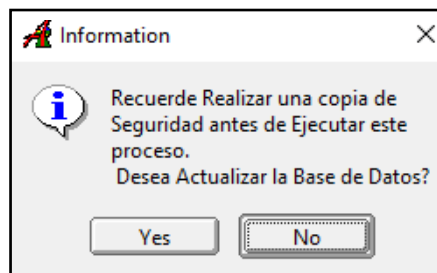 Information
Recuerde Realizar una copia de
Seguridad antes de Ejecutar este
proceso.
Desea Actualizar la Base de Datos?
Yes
No